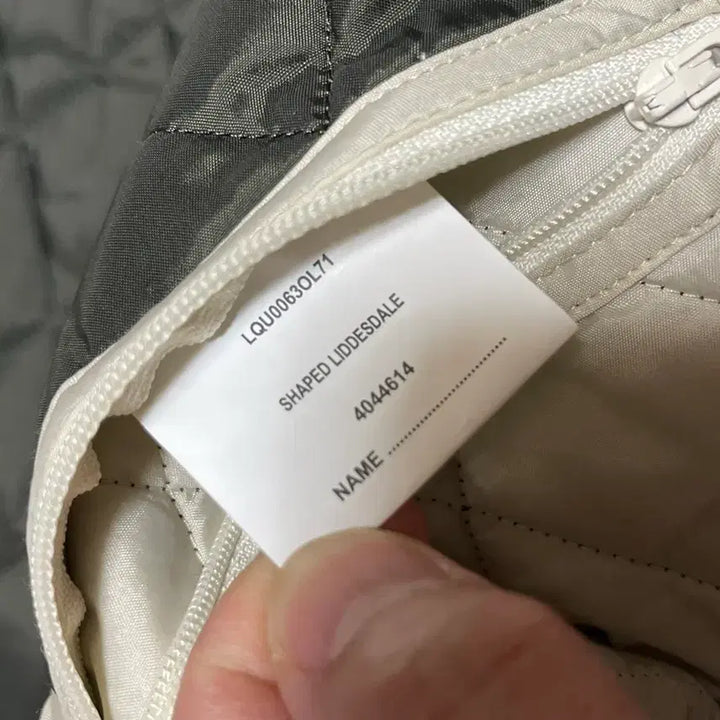 LQU0063OL71
SHAPED LIDDESDALE
4044614
NAME ..............................